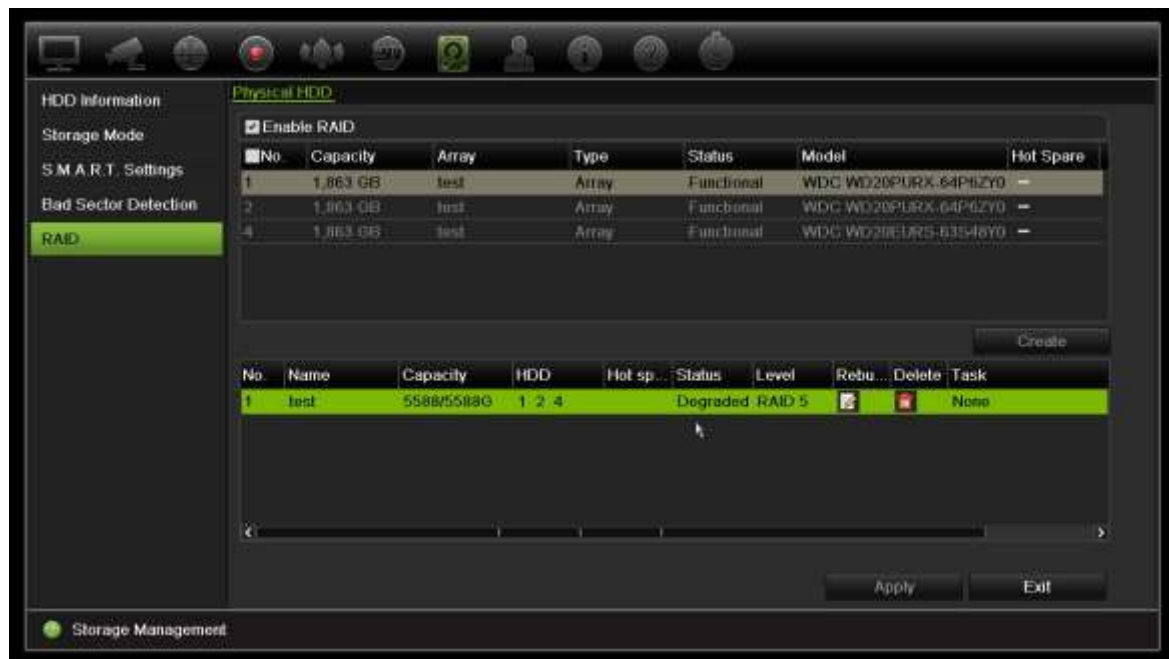 Physical HDD
HDD Information
Storage Mode
S.M.A.R.T. Settings
Bad Sector Detection
RAID
Enable RAID
No. Capacity Array Type Status Model Hot Spare
1 1,863 GB test Array Functional WDC WD20PURX-64P6ZY0
2 1,863 GB test Array Functional WDC WD20PURX-64P6ZY0
4 1,863 GB test Array Functional WDC WD20EURS-63S48Y0
Create
No. Name Capacity HDD Hot sp... Status Level Rebu... Delete Task
1 test 5588/5588G 1 2 4 Degraded RAID 5 None
Apply Exit
Storage Management